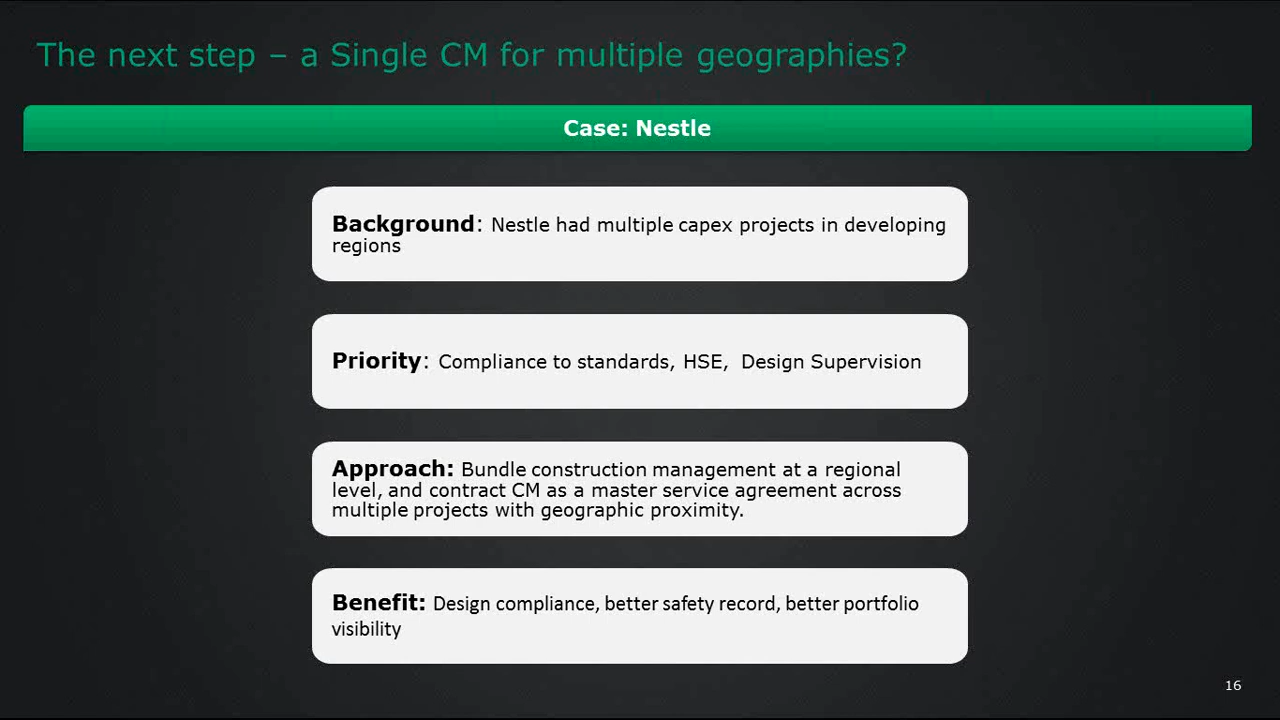 The next step – a Single CM for multiple geographies?
Case: Nestle
Background: Nestle had multiple capex projects in developing
regions
Priority: Compliance to standards, HSE,  Design Supervision
Approach: Bundle construction management at a regional
level, and contract CM as a master service agreement across
multiple projects with geographic proximity.
Benefit: Design compliance, better safety record, better portfolio
visibility
16